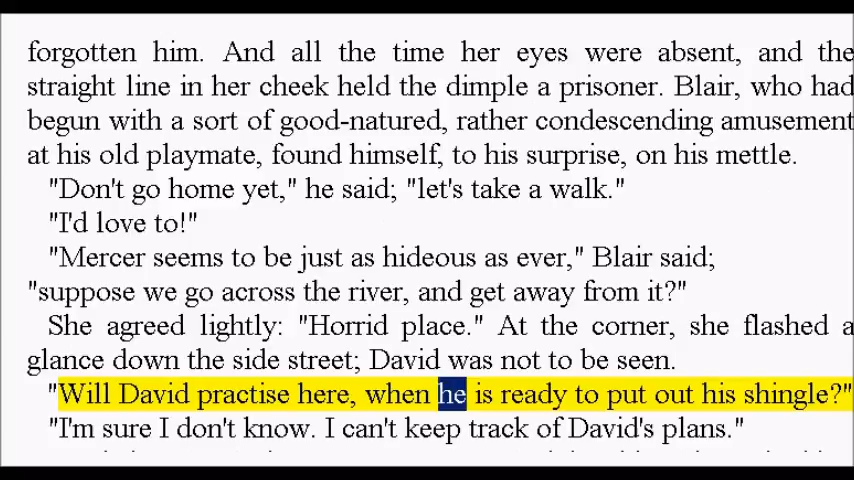 forgotten him. And all the time her eyes were absent, and the
straight line in her cheek held the dimple a prisoner. Blair, who had
begun with a sort of good-natured, rather condescending amusement
at his old playmate, found himself, to his surprise, on his mettle.
"Don't go home yet," he said; "let's take a walk."
"I'd love to!"
"Mercer seems to be just as hideous as ever," Blair said;
"suppose we go across the river, and get away from it?"
She agreed lightly: "Horrid place." At the corner, she flashed a
glance down the side street; David was not to be seen.
"Will David practise here, when he is ready to put out his shingle?"
"I'm sure I don't know. I can't keep track of David's plans."